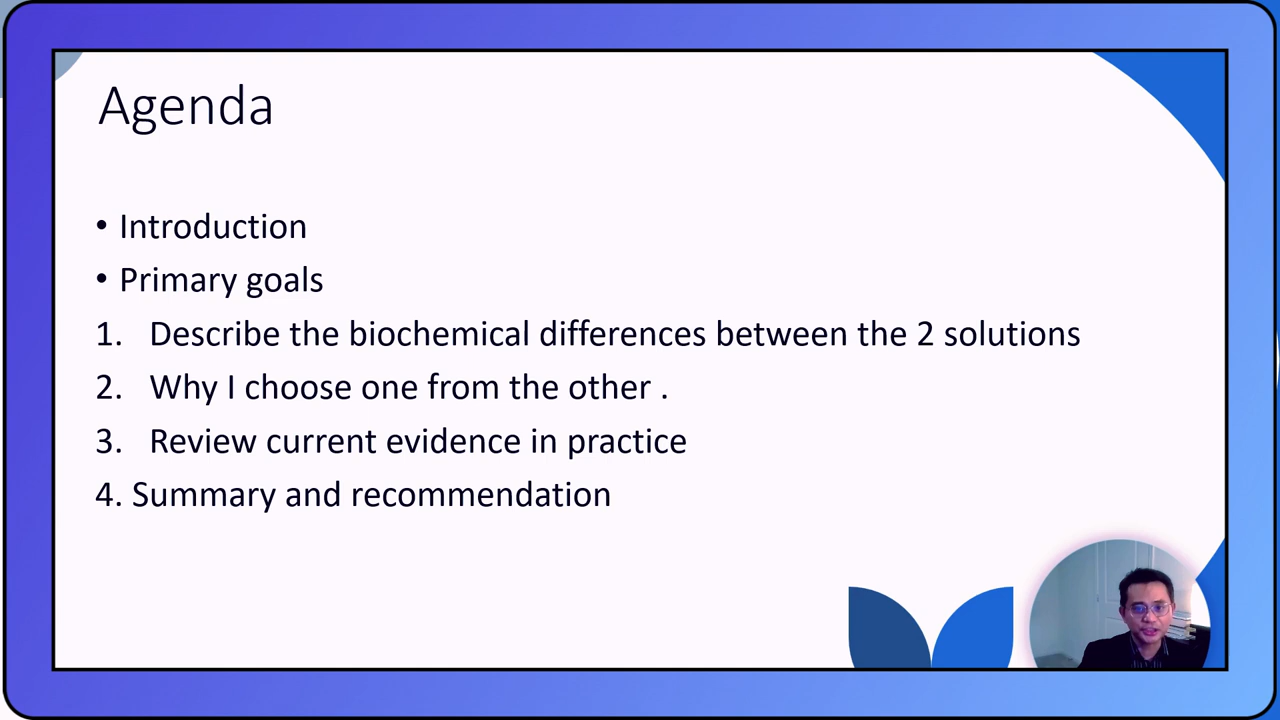 Agenda
• Introduction
• Primary goals
1. Describe the biochemical differences between the 2 solutions
2. Why I choose one from the other .
3. Review current evidence in practice
4. Summary and recommendation